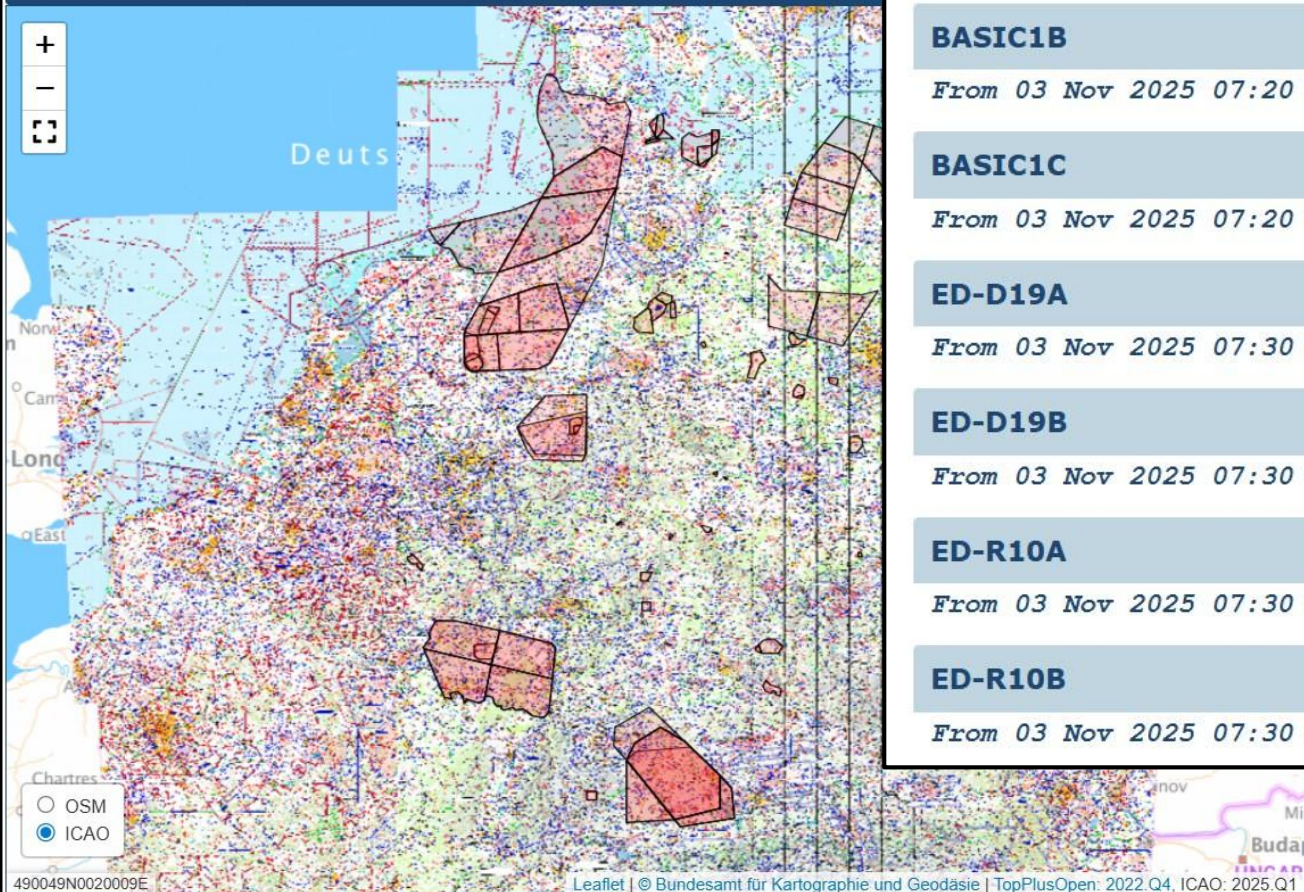 +
−
Deuts
Norw
Cam
Lond
East
Chartres
OSM
ICAO
490049N0020009E
BASIC1B
From 03 Nov 2025 07:20
BASIC1C
From 03 Nov 2025 07:20
ED-D19A
From 03 Nov 2025 07:30
ED-D19B
From 03 Nov 2025 07:30
ED-R10A
From 03 Nov 2025 07:30
ED-R10B
From 03 Nov 2025 07:30
nov
Mi
Budap
UNGAR
Leaflet | © Bundesamt für Kartographie und Geodäsie | TopPlusOpen: 2022.Q4, ICAO: 2025.Q1